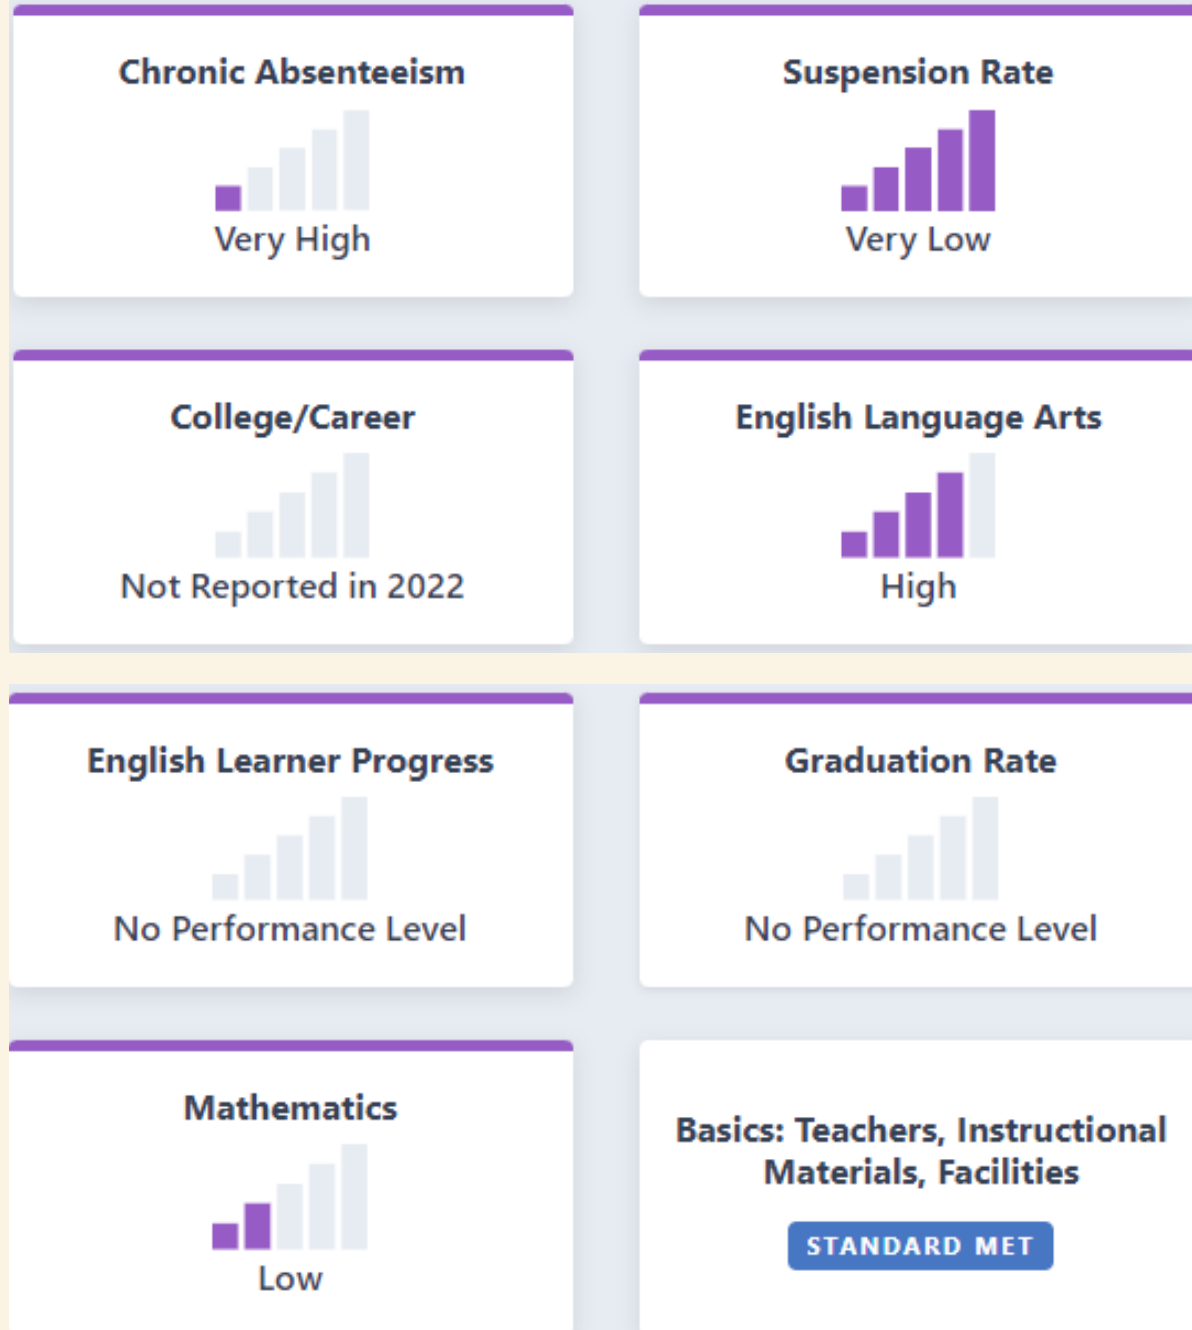 Chronic Absenteeism
Very High
Suspension Rate
Very Low
College/Career
Not Reported in 2022
English Language Arts
High
English Learner Progress
No Performance Level
Graduation Rate
No Performance Level
Mathematics
Low
Basics: Teachers, Instructional
Materials, Facilities
STANDARD MET